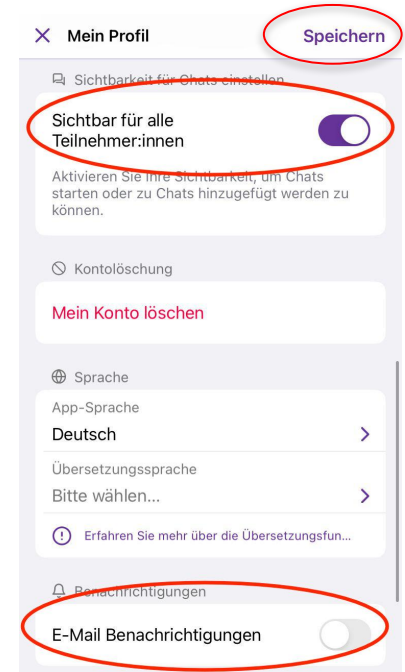 Mein Profil Speichern
Sichtbarkeit für Chats einstellen
Sichtbar für alle
Teilnehmer:innen
Aktivieren Sie Ihre Sichtbarkeit, um Chats
starten oder zu Chats hinzugefügt werden zu
können.
Kontolöschung
Mein Konto löschen
Sprache
App-Sprache
Deutsch
Übersetzungssprache
Bitte wählen...
Erfahren Sie mehr über die Übersetzungsfun...
Benachrichtigungen
E-Mail Benachrichtigungen